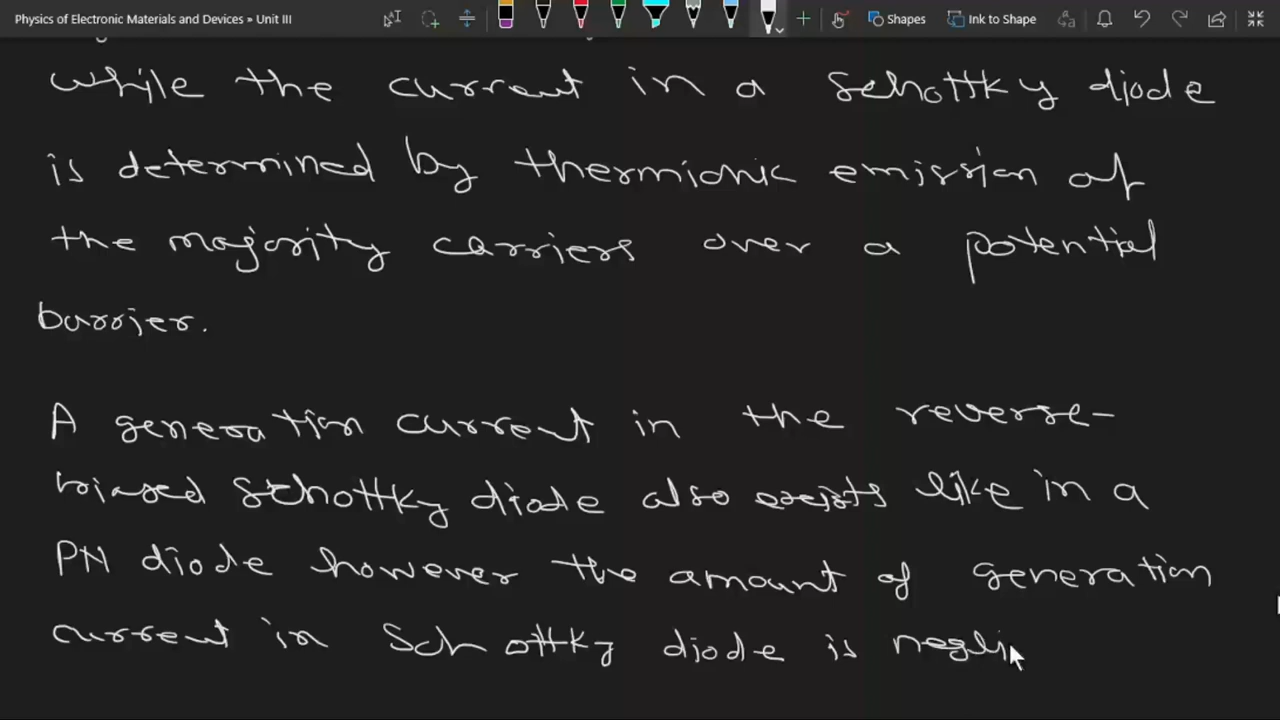 Physics of Electronic Materials and Devices » Unit III
Shapes
Ink to Shape
while the current in a Schottky diode
is determined by thermionic emission of
the majority carriers over a potential
barrier.
A generation current in the reverse-
biased Schottky diode also exists like in a
PN diode however the amount of generation
current in Schottky diode is negli